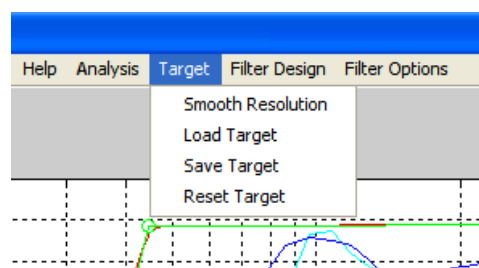 Help Analysis Target Filter Design Filter Options
Smooth Resolution
Load Target
Save Target
Reset Target